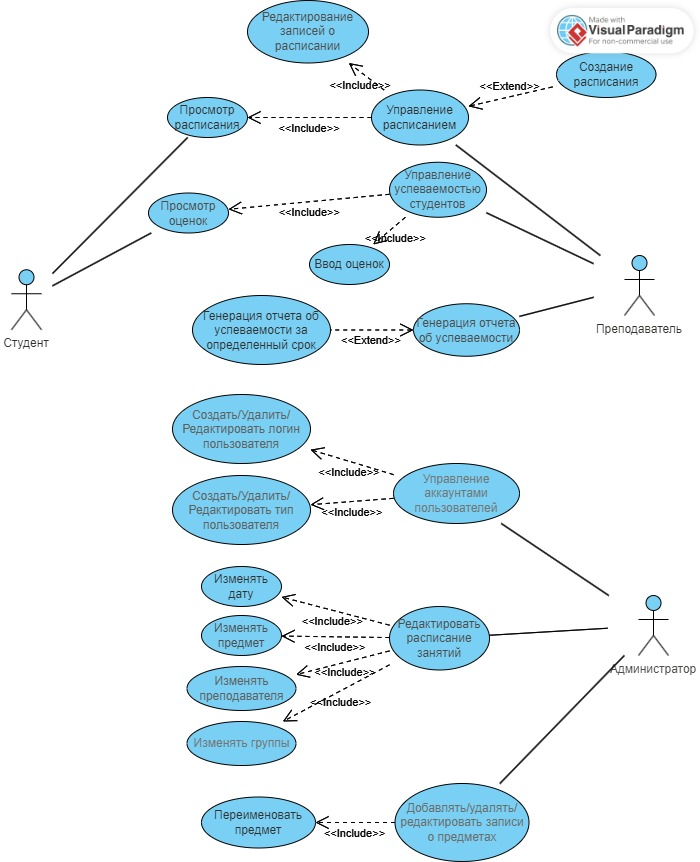 Made with
VisualParadigm
For non-commercial use
Редактирование
записей о
расписании
Создание
расписания
<<Include>>
<<Extend>>
Просмотр
расписания
Управление
расписанием
<<Include>>
Управление
успеваемостью
студентов
Просмотр
оценок
<<Include>>
<<Include>>
Ввод оценок
Студент
Преподаватель
Генерация отчета об
успеваемости за
определенный срок
Генерация отчета
об успеваемости
<<Extend>>
Создать/Удалить/
Редактировать логин
пользователя
<<Include>>
Управление
аккаунтами
пользователей
Создать/Удалить/
Редактировать тип
пользователя
<<Include>>
Изменять
дату
<<Include>>
Изменять
предмет
<<Include>>
Редактировать
расписание
занятий
Администратор
Изменять
преподавателя
<<Include>>
<<Include>>
Изменять группы
Переименовать
предмет
<<Include>>
Добавлять/удалять/
редактировать записи
о предметах